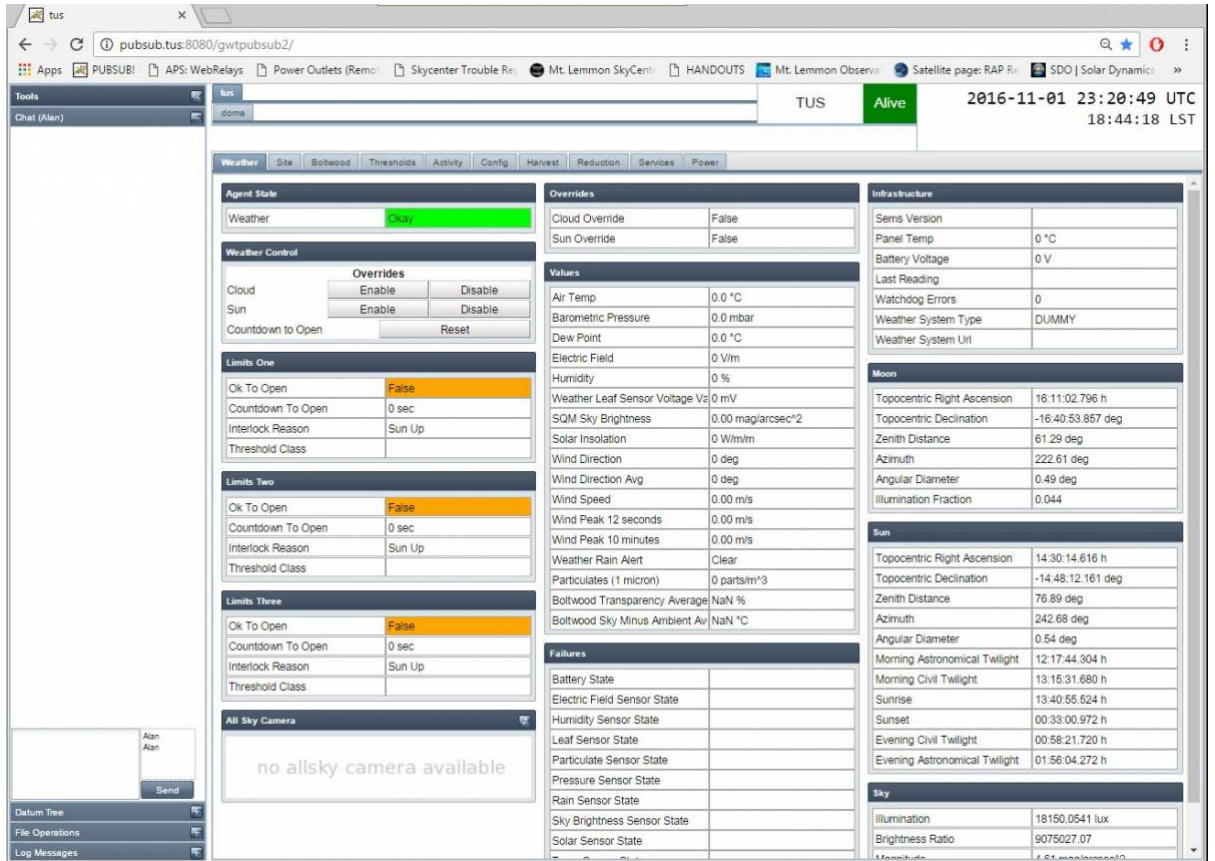 tus
pubsub.tus:8080/gwtpubsub2/
Apps PUBSUB! APS: WebRelays Power Outlets (Remo Skycenter Trouble Re Mt. Lemmon SkyCent HANDOUTS Mt. Lemmon Observa Satellite page: RAP R SDO | Solar Dynamics »
Tools
Chat (Alan)
tus
doma
TUS
Alive
2016-11-01 23:20:49 UTC
18:44:18 LST
Weather Site Boltwood Thresholds Activity Config Harvest Reduction Services Power
Agent State
Weather Okay
Weather Control
Overrides
Cloud Enable Disable
Sun Enable Disable
Countdown to Open Reset
Limits One
Ok To Open False
Countdown To Open 0 sec
Interlock Reason Sun Up
Threshold Class
Limits Two
Ok To Open False
Countdown To Open 0 sec
Interlock Reason Sun Up
Threshold Class
Limits Three
Ok To Open False
Countdown To Open 0 sec
Interlock Reason Sun Up
Threshold Class
All Sky Camera
no allsky camera available
Overrides
Cloud Override False
Sun Override False
Values
Air Temp 0.0 °C
Barometric Pressure 0.0 mbar
Dew Point 0.0 °C
Electric Field 0 V/m
Humidity 0 %
Weather Leaf Sensor Voltage Va 0 mV
SQM Sky Brightness 0.00 mag/arcsec^2
Solar Insolation 0 W/m/m
Wind Direction 0 deg
Wind Direction Avg 0 deg
Wind Speed 0.00 m/s
Wind Peak 12 seconds 0.00 m/s
Wind Peak 10 minutes 0.00 m/s
Weather Rain Alert Clear
Particulates (1 micron) 0 parts/m^3
Boltwood Transparency Average NaN %
Boltwood Sky Minus Ambient Av NaN °C
Failures
Battery State
Electric Field Sensor State
Humidity Sensor State
Leaf Sensor State
Particulate Sensor State
Pressure Sensor State
Rain Sensor State
Sky Brightness Sensor State
Solar Sensor State
Infrastructure
Sems Version
Panel Temp 0 °C
Battery Voltage 0 V
Last Reading
Watchdog Errors 0
Weather System Type DUMMY
Weather System Url
Moon
Topocentric Right Ascension 16:11:02.796 h
Topocentric Declination -16:40:53.857 deg
Zenith Distance 61.29 deg
Azimuth 222.61 deg
Angular Diameter 0.49 deg
Illumination Fraction 0.044
Sun
Topocentric Right Ascension 14:30:14.616 h
Topocentric Declination -14:48:12.161 deg
Zenith Distance 76.89 deg
Azimuth 242.68 deg
Angular Diameter 0.54 deg
Morning Astronomical Twilight 12:17:44.304 h
Morning Civil Twilight 13:15:31.680 h
Sunrise 13:40:55.524 h
Sunset 00:33:00.972 h
Evening Civil Twilight 00:58:21.720 h
Evening Astronomical Twilight 01:56:04.272 h
Sky
Illumination 18150.0541 lux
Brightness Ratio 9075027.07
Alan
Alan
Send
Datum Tree
File Operations
Log Messages